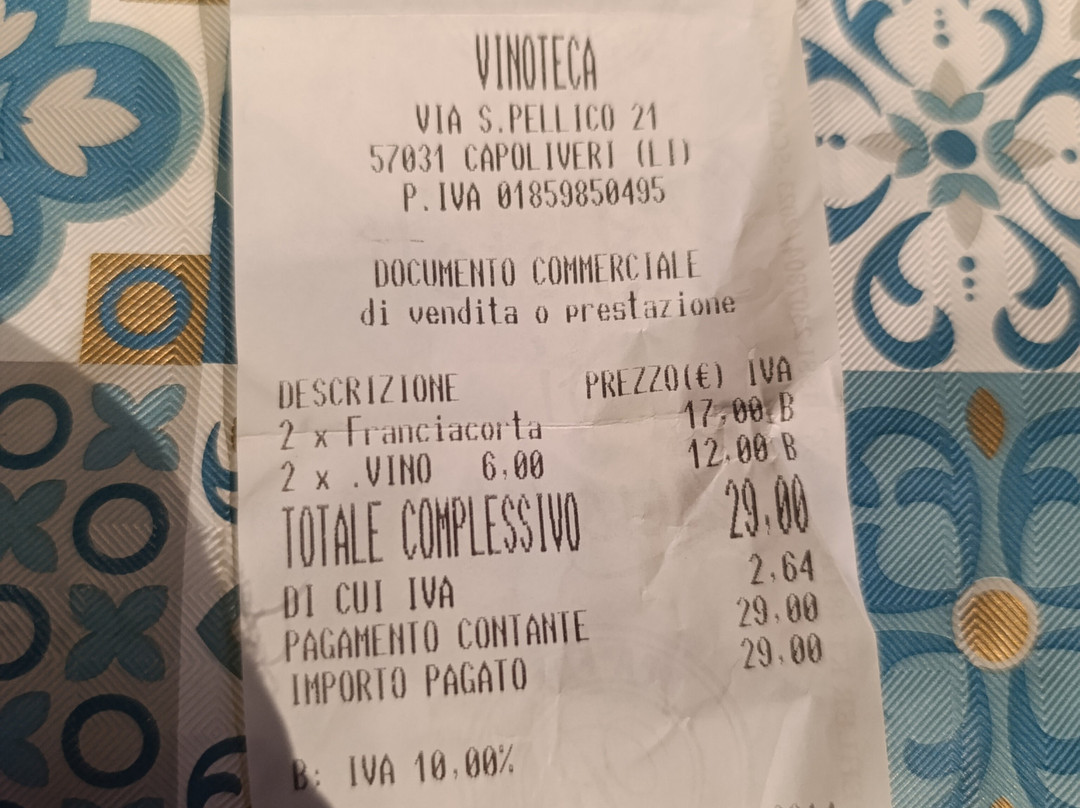 VINOTECA
VIA S.PELLICO 21
57031 CAPOLIVERI (LI)
P.IVA 01859850495
DOCUMENTO COMMERCIALE
di vendita o prestazione
DESCRIZIONE PREZZO(€) IVA
2 x Franciacorta 17,00 B
2 x .VINO 6,00 12,00 B
TOTALE COMPLESSIVO 29,00
DI CUI IVA 2,64
PAGAMENTO CONTANTE 29,00
IMPORTO PAGATO 29,00
B: IVA 10,00%